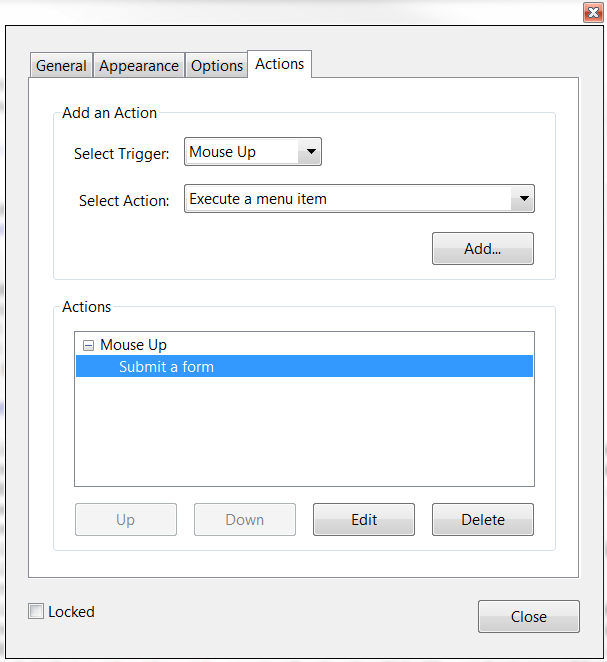 General Appearance Options Actions
Add an Action
Select Trigger: Mouse Up
Select Action: Execute a menu item
Add...
Actions
Mouse Up
Submit a form
Up Down Edit Delete
Locked
Close